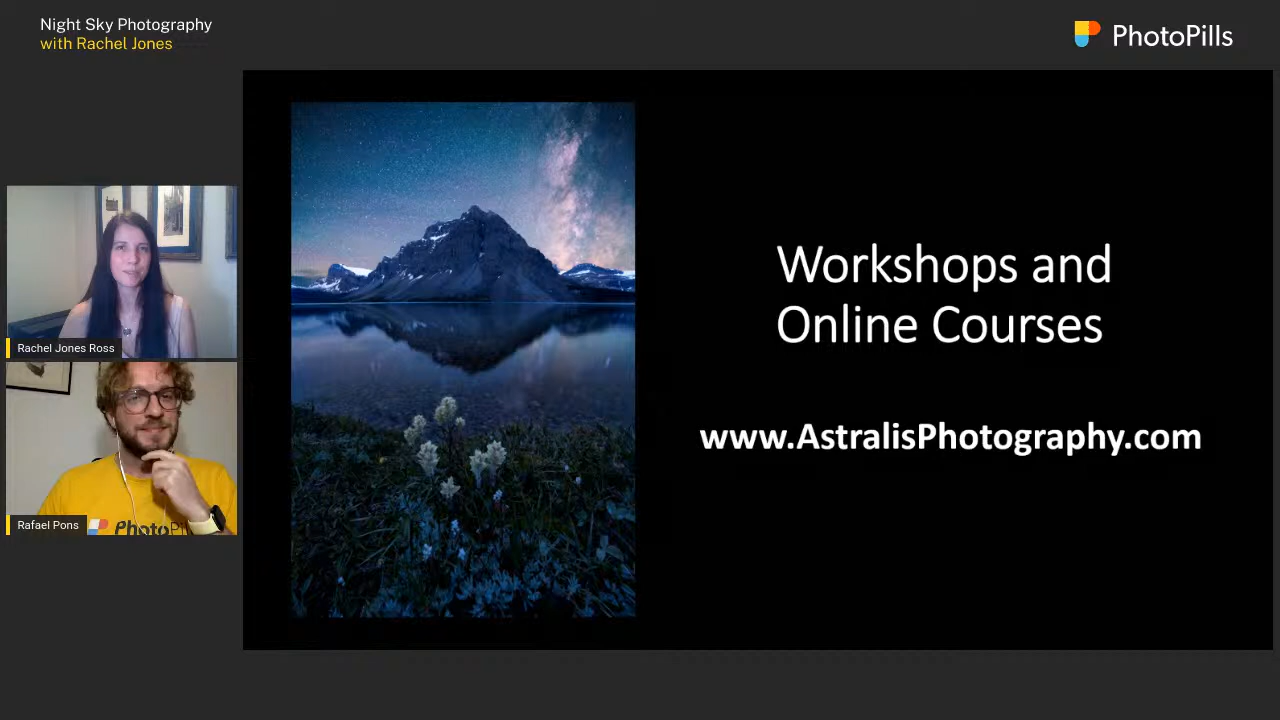 Night Sky Photography
with Rachel Jones
PhotoPills
Workshops and
Online Courses
www.AstralisPhotography.com
Rachel Jones Ross
Rafael Pons